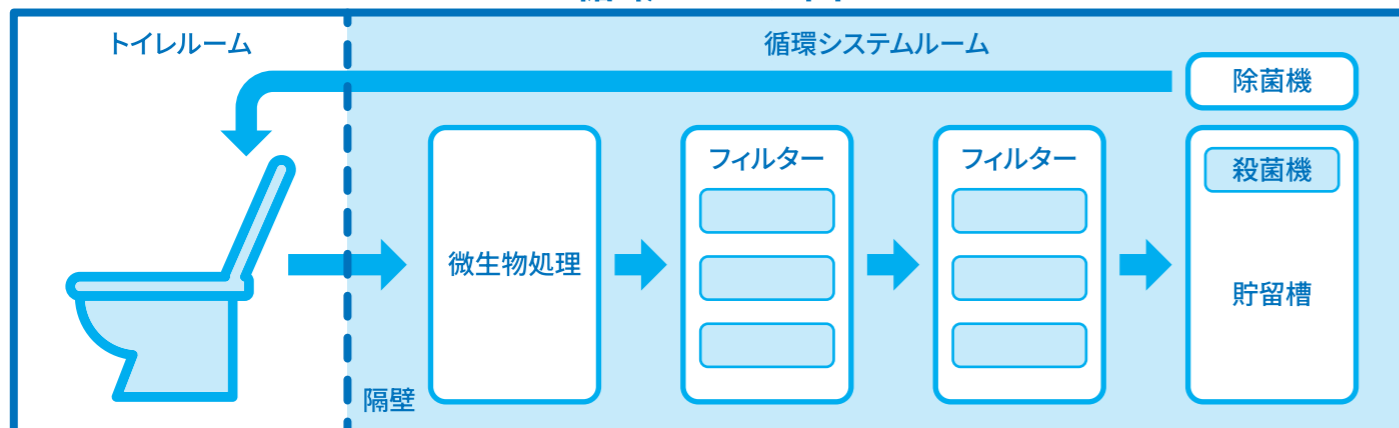 トイレルーム
循環システムルーム
除菌機
微生物処理
フィルター
フィルター
殺菌機
貯留槽
隔壁